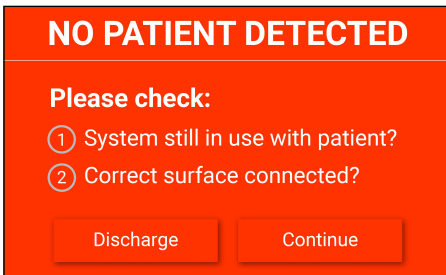 NO PATIENT DETECTED
Please check:
1 System still in use with patient?
2 Correct surface connected?
Discharge Continue